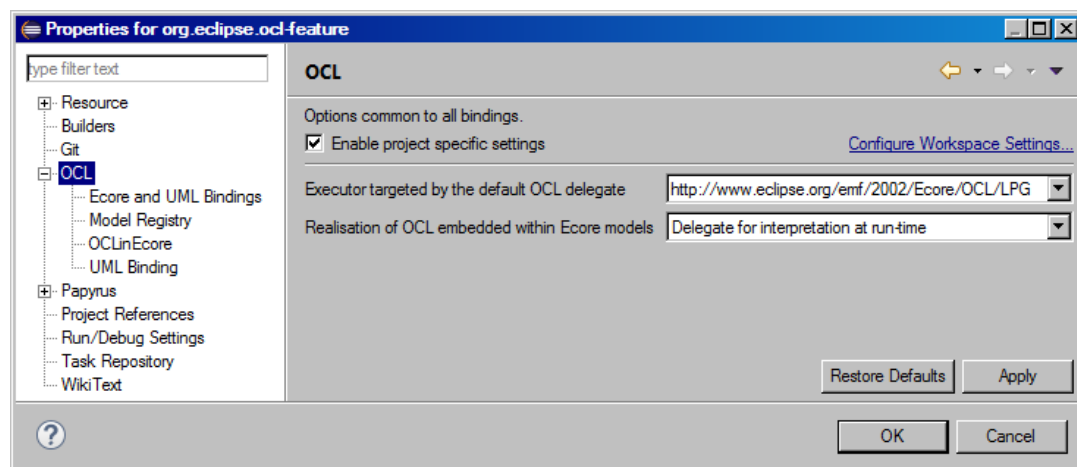 Properties for org.eclipse.ocl-feature
type filter text
OCL
Resource
Builders
Git
OCL
Ecore and UML Bindings
Model Registry
OCLinEcore
UML Binding
Papyrus
Project References
Run/Debug Settings
Task Repository
WikiText
Options common to all bindings.
Enable project specific settings
Configure Workspace Settings...
Executor targeted by the default OCL delegate
http://www.eclipse.org/emf/2002/Ecore/OCL/LPG
Realisation of OCL embedded within Ecore models
Delegate for interpretation at run-time
Restore Defaults
Apply
OK
Cancel